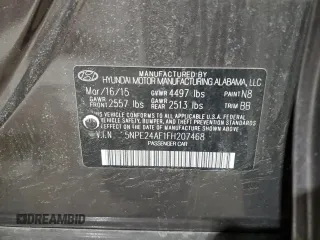 MANUFACTURED BY
HYUNDAI MOTOR MANUFACTURING ALABAMA, LLC
Mar/16/15 GVWR 4497 lbs PAINT N8
GAWR FRONT 2557 lbs GAWR REAR 2513 lbs TRIM BB
THIS VEHICLE CONFORMS TO ALL APPLICABLE U.S.
FEDERAL MOTOR VEHICLE SAFETY, BUMPER, AND
THEFT PREVENTION STANDARDS IN EFFECT ON THE
DATE OF MANUFACTURE SHOWN ABOVE.
V.I.N. : 5NPE24AF1FH207468
PASSENGER CAR
DREAMBID